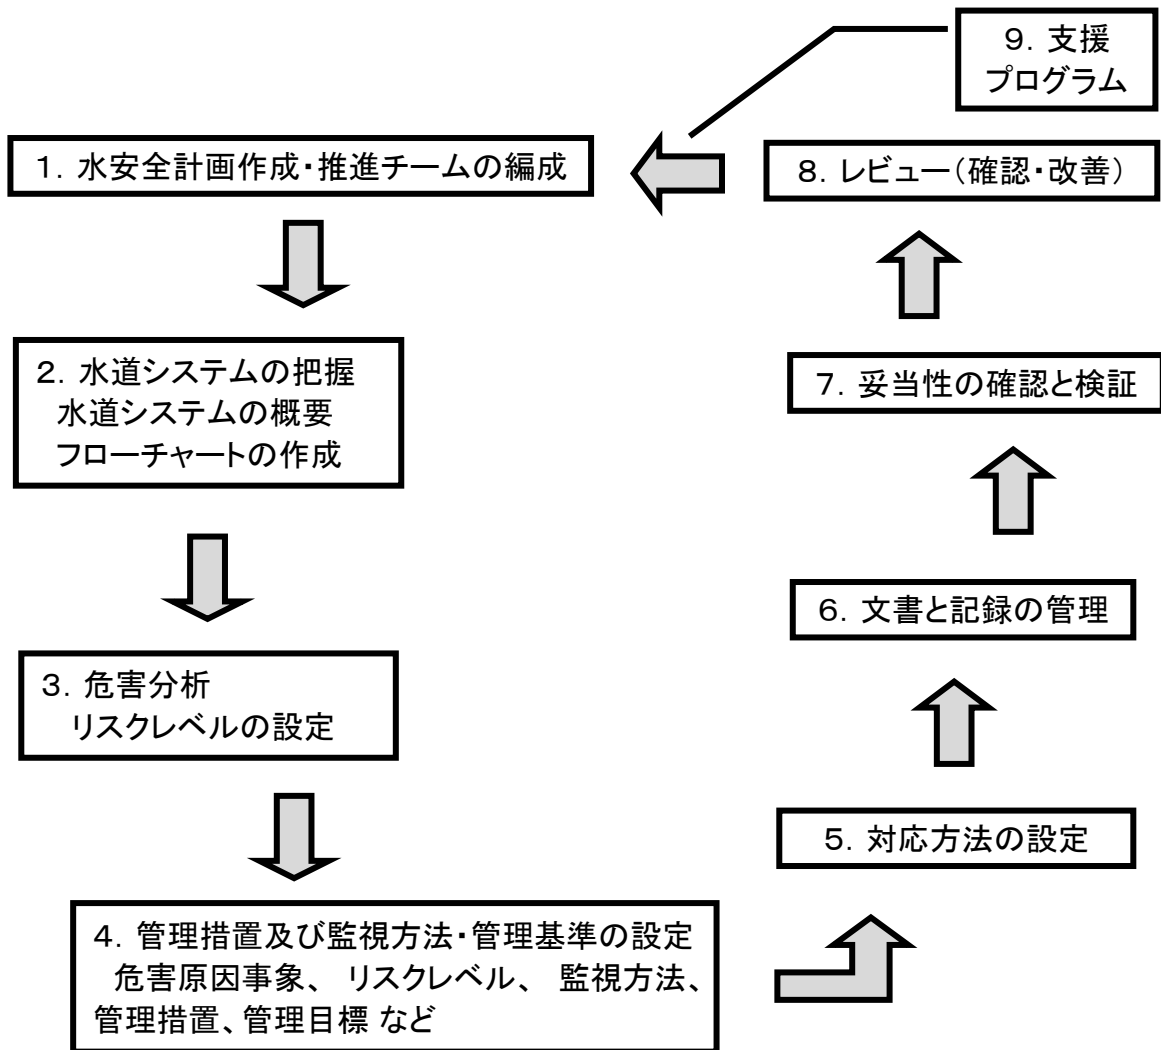 9．支援
プログラム
1．水安全計画作成・推進チームの編成
8．レビュー（確認・改善）
2．水道システムの把握
水道システムの概要
フローチャートの作成
7．妥当性の確認と検証
6．文書と記録の管理
3．危害分析
リスクレベルの設定
5．対応方法の設定
4．管理措置及び監視方法・管理基準の設定
危害原因事象、 リスクレベル、 監視方法、
管理措置、管理目標 など